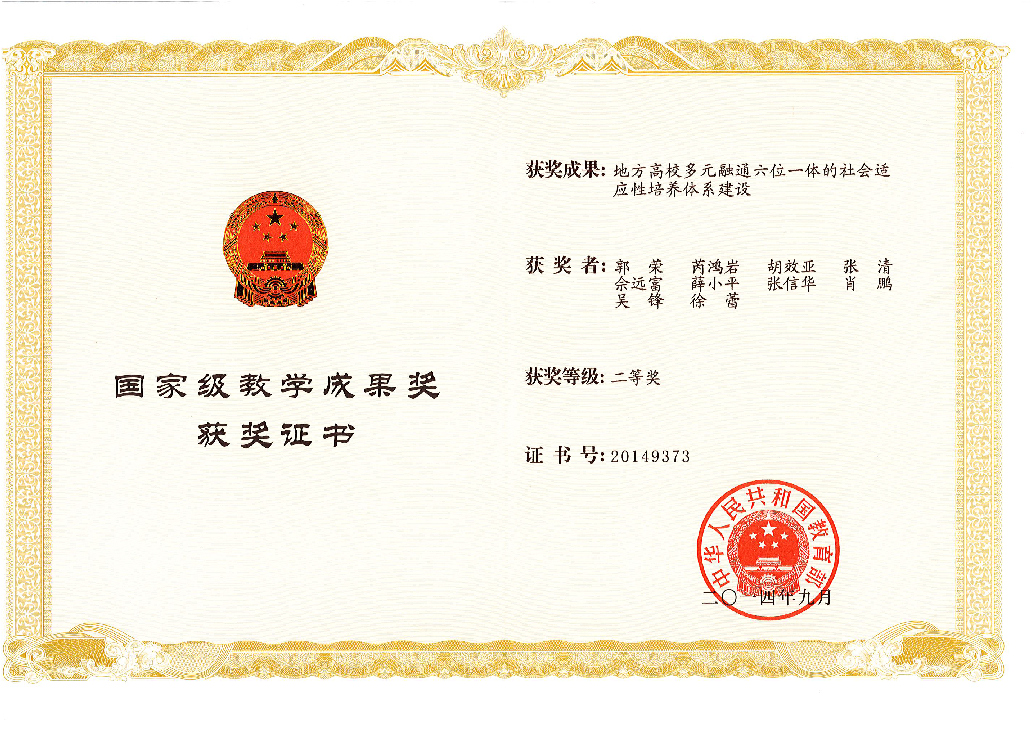 国家级教学成果奖
获奖证书
获奖成果: 地方高校多元融通六位一体的社会适
应性培养体系建设
获奖者: 郭荣 芮鸿岩 胡效亚 张清
佘远富 薛小平 张信华 肖鹏
吴锋 徐蕾
获奖等级: 二等奖
证书号: 20149373
中华人民共和国教育部
二〇一四年九月